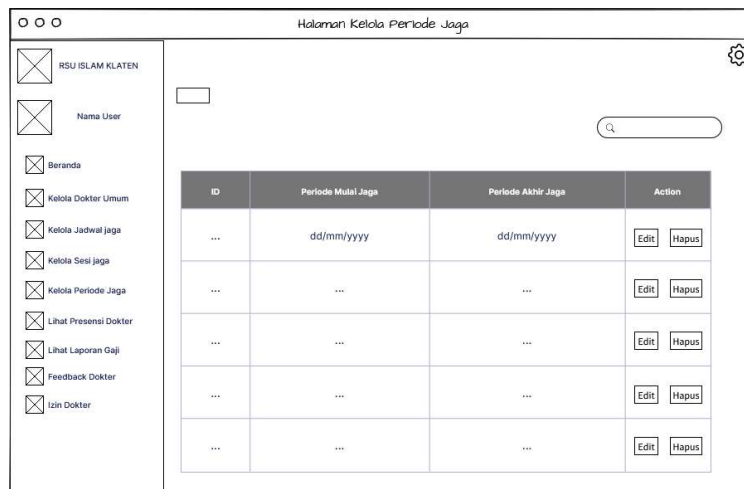 Halaman Kelola Periode Jaga
RSU ISLAM KLATEN
Nama User
Beranda
Kelola Dokter Umum
Kelola Jadwal jaga
Kelola Sesi jaga
Kelola Periode Jaga
Lihat Presensi Dokter
Lihat Laporan Gaji
Feedback Dokter
Izin Dokter
ID Periode Mulai Jaga Periode Akhir Jaga Action
... dd/mm/yyyy dd/mm/yyyy Edit Hapus
... ... ... Edit Hapus
... ... ... Edit Hapus
... ... ... Edit Hapus
... ... ... Edit Hapus